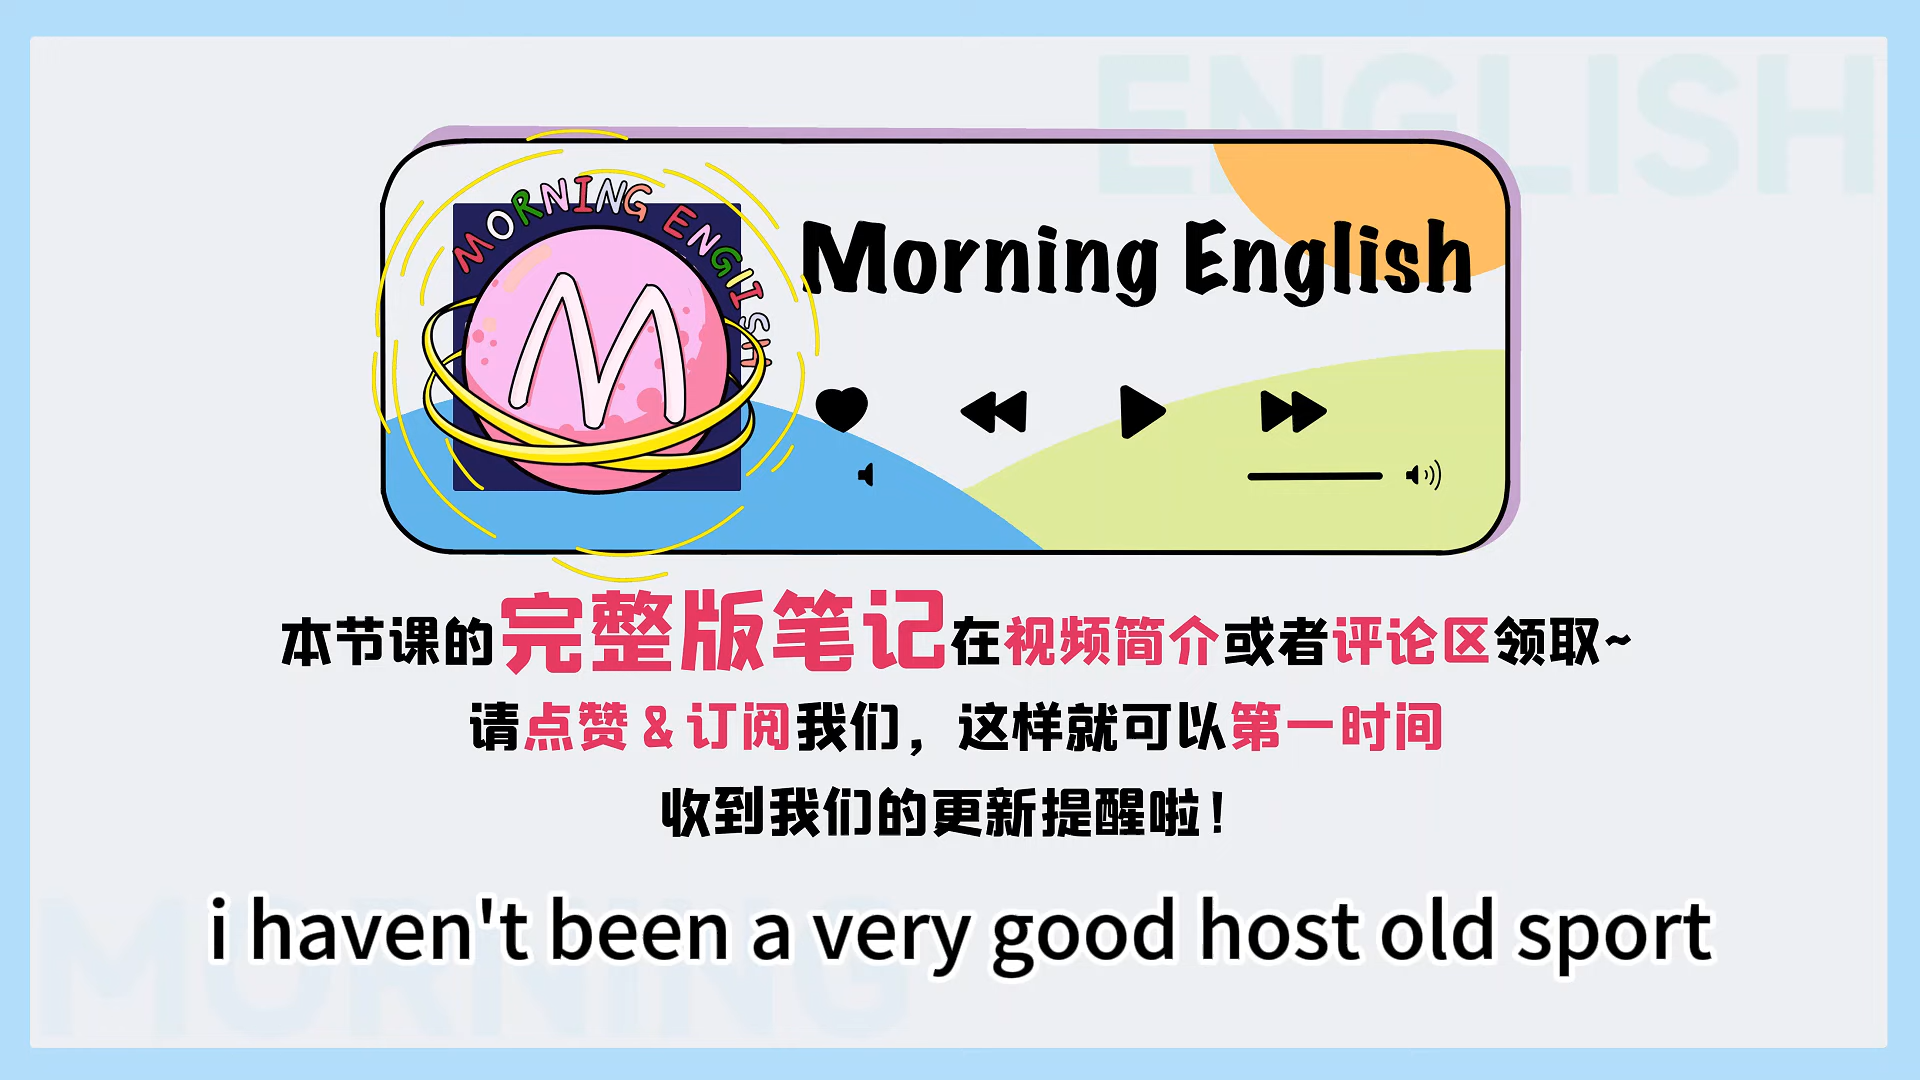 ENGLISH
MORNING ENGLISH
M
Morning English
本节课的完整版笔记在视频简介或者评论区领取~
请点赞&订阅我们，这样就可以第一时间
收到我们的更新提醒啦！
MORNING
i haven't been a very good host old sport